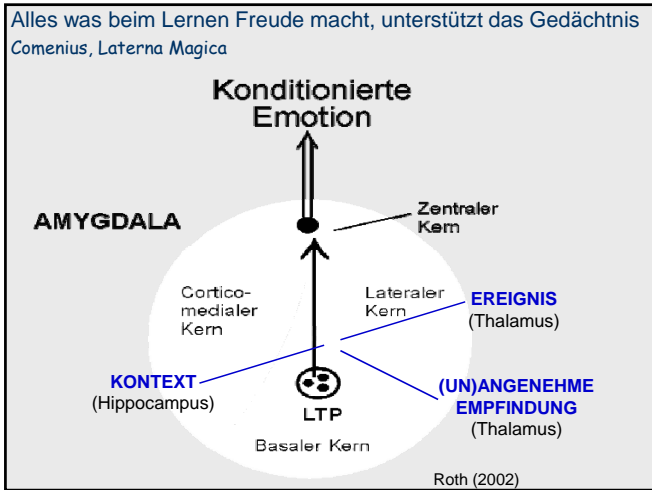 Alles was beim Lernen Freude macht, unterstützt das Gedächtnis
Comenius, Laterna Magica
Konditionierte
Emotion
AMYGDALA
Zentraler
Kern
Cortico-
medialer
Kern
Lateraler
Kern
EREIGNIS
(Thalamus)
KONTEXT
(Hippocampus)
(UN)ANGENEHME
EMPFINDUNG
(Thalamus)
LTP
Basaler Kern
Roth (2002)